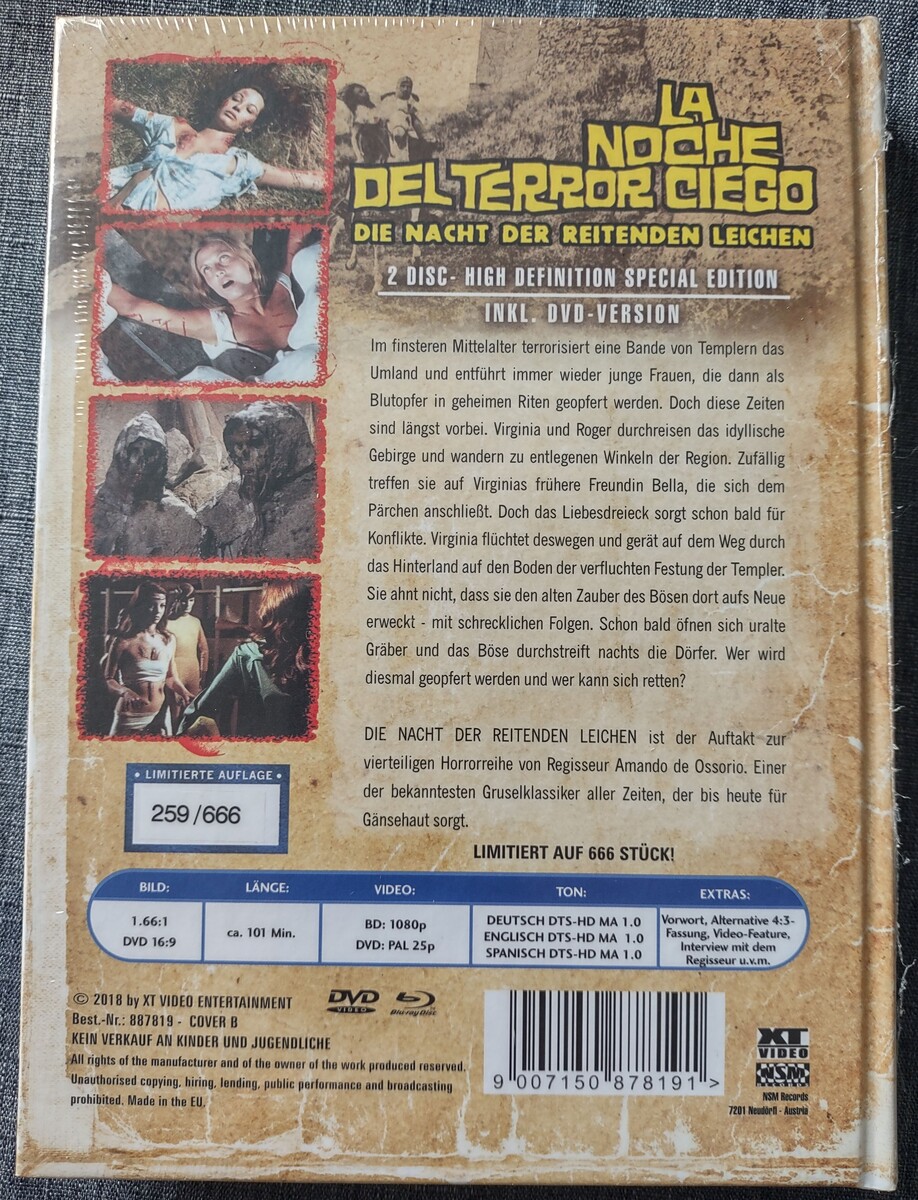 LA
NOCHE
DEL TERROR CIEGO
DIE NACHT DER REITENDEN LEICHEN
2 DISC- HIGH DEFINITION SPECIAL EDITION
INKL. DVD-VERSION
Im finsteren Mittelalter terrorisiert eine Bande von Templern das
Umland und entführt immer wieder junge Frauen, die dann als
Blutopfer in geheimen Riten geopfert werden. Doch diese Zeiten
sind längst vorbei. Virginia und Roger durchreisen das idyllische
Gebirge und wandern zu entlegenen Winkeln der Region. Zufällig
treffen sie auf Virginias frühere Freundin Bella, die sich dem
Pärchen anschließt. Doch das Liebesdreieck sorgt schon bald für
Konflikte. Virginia flüchtet deswegen und gerät auf dem Weg durch
das Hinterland auf den Boden der verfluchten Festung der Templer.
Sie ahnt nicht, dass sie den alten Zauber des Bösen dort aufs Neue
erweckt - mit schrecklichen Folgen. Schon bald öfnen sich uralte
Gräber und das Böse durchstreift nachts die Dörfer. Wer wird
diesmal geopfert werden und wer kann sich retten?
DIE NACHT DER REITENDEN LEICHEN ist der Auftakt zur
vierteiligen Horrorreihe von Regisseur Amando de Ossorio. Einer
der bekanntesten Gruselklassiker aller Zeiten, der bis heute für
Gänsehaut sorgt.
LIMITIERT AUF 666 STÜCK!
• LIMITIERTE AUFLAGE •
259/666
BILD:
1.66:1
DVD 16:9
LÄNGE:
ca. 101 Min.
VIDEO:
BD: 1080p
DVD: PAL 25p
TON:
DEUTSCH DTS-HD MA 1.0
ENGLISCH DTS-HD MA 1.0
SPANISCH DTS-HD MA 1.0
EXTRAS:
Vorwort, Alternative 4:3-
Fassung, Video-Feature,
Interview mit dem
Regisseur u.v.m.
© 2018 by XT VIDEO ENTERTAINMENT
Best.-Nr.: 887819 - COVER B
KEIN VERKAUF AN KINDER UND JUGENDLICHE
All rights of the manufacturer and of the owner of the work produced reserved.
Unauthorised copying, hiring, lending, public performance and broadcasting
prohibited. Made in the EU.
DVD
VIDEO
Blu-ray Disc
9 007150 878191 >
XT
VIDEO
NSM
RECORDS
NSM Records
7201 Neudörfl - Austria